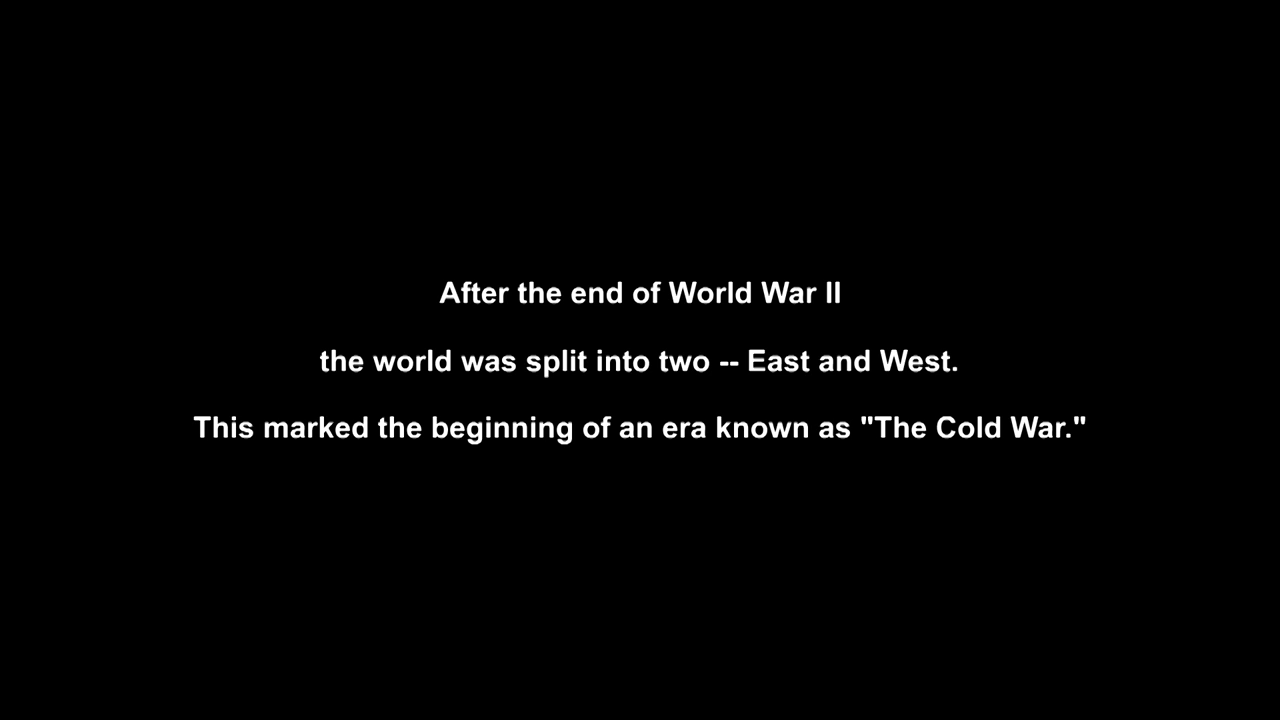 After the end of World War II
the world was split into two -- East and West.
This marked the beginning of an era known as "The Cold War."